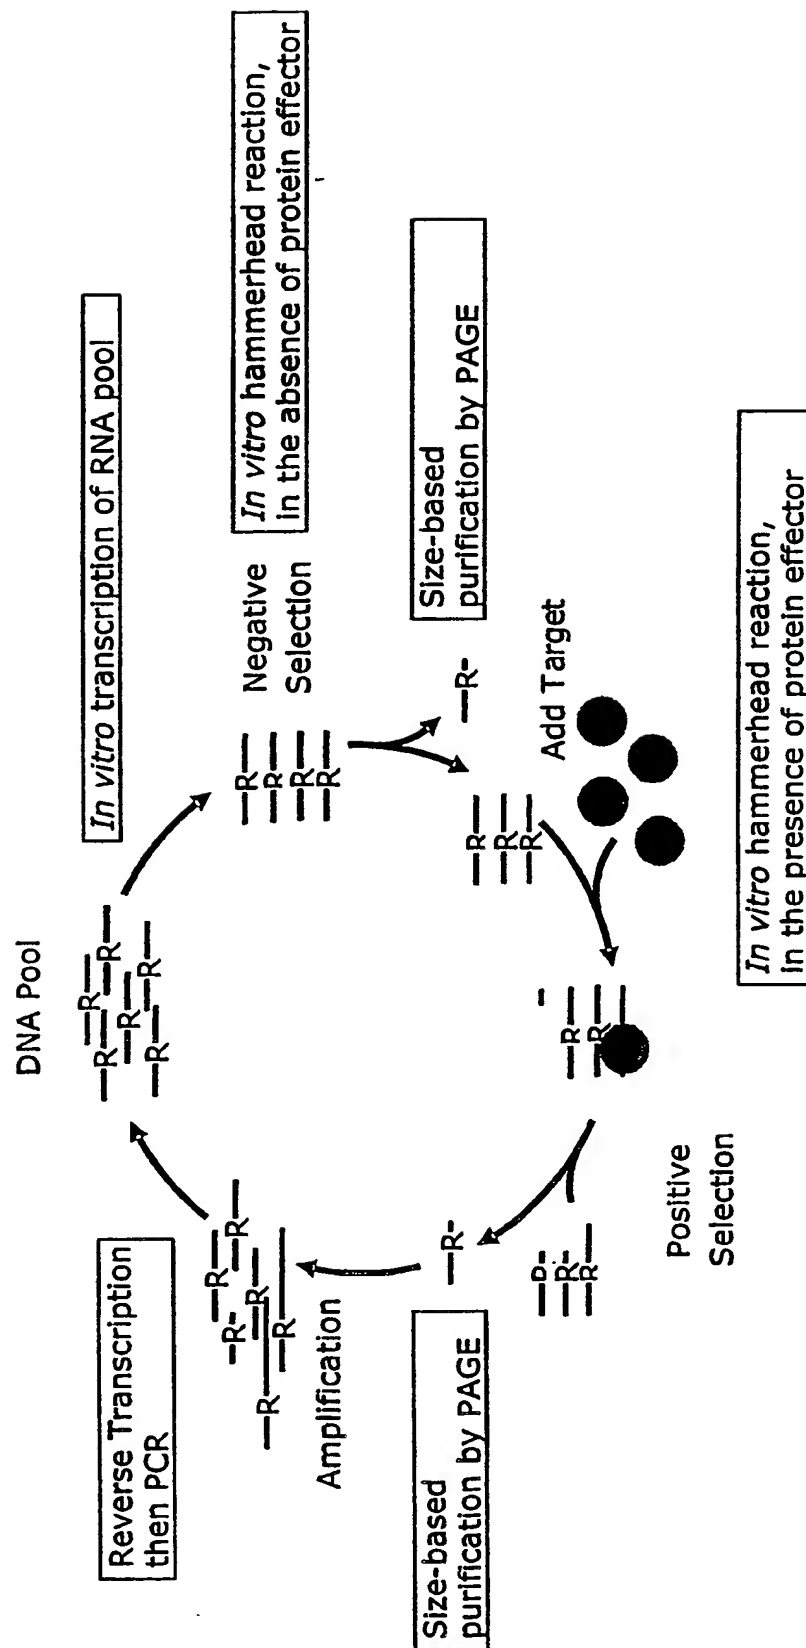 DNA Pool
R
R
R
R
R
R
In vitro transcription of RNA pool
Reverse Transcription
then PCR
R
R
R
R
R
R
Amplification
R
R
R
R
Negative
Selection
In vitro hammerhead reaction,
in the absence of protein effector
Size-based
purification by PAGE
Size-based
purification by PAGE
R
R
R
R
R
Add Target
R
R
R
R
Positive
Selection
In vitro hammerhead reaction,
in the presence of protein effector